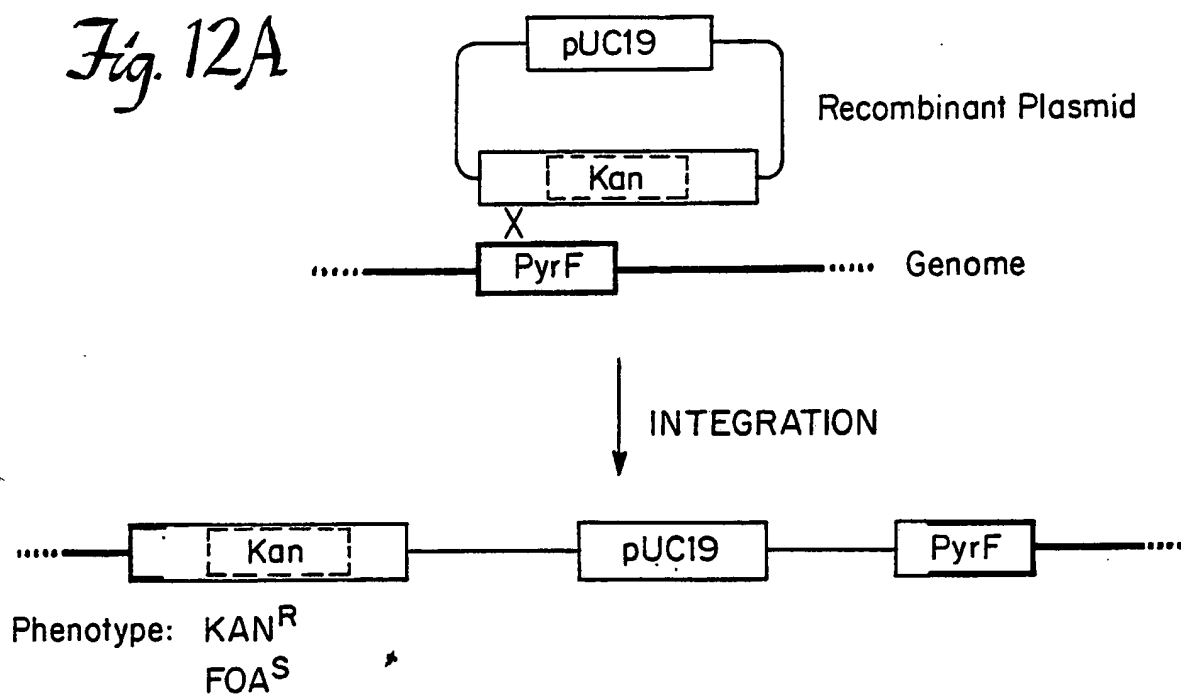 Fig. 12A
pUC19
Recombinant Plasmid
Kan
X
PyrF
Genome
INTEGRATION
Kan
pUC19
PyrF
Phenotype: KAN^R
FOA^S